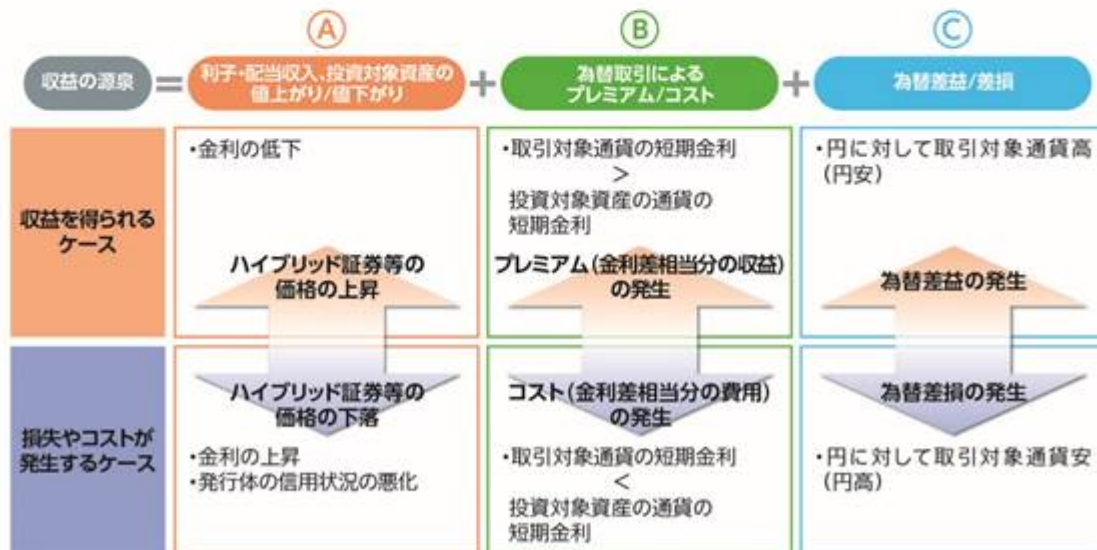 Ⓐ
Ⓑ
Ⓒ
収益の源泉
=
利子・配当収入、投資対象資産の
値上がり/値下がり
+
為替取引による
プレミアム/コスト
+
為替差益/差損
収益を得られる
ケース
・金利の低下
ハイブリッド証券等の
価格の上昇
・取引対象通貨の短期金利
>
投資対象資産の通貨の
短期金利
プレミアム(金利差相当分の収益)
の発生
・円に対して取引対象通貨高
(円安)
為替差益の発生
損失やコストが
発生するケース
ハイブリッド証券等の
価格の下落
・金利の上昇
・発行体の信用状況の悪化
コスト(金利差相当分の費用)
の発生
・取引対象通貨の短期金利
<
投資対象資産の通貨の
短期金利
為替差損の発生
・円に対して取引対象通貨安
(円高)